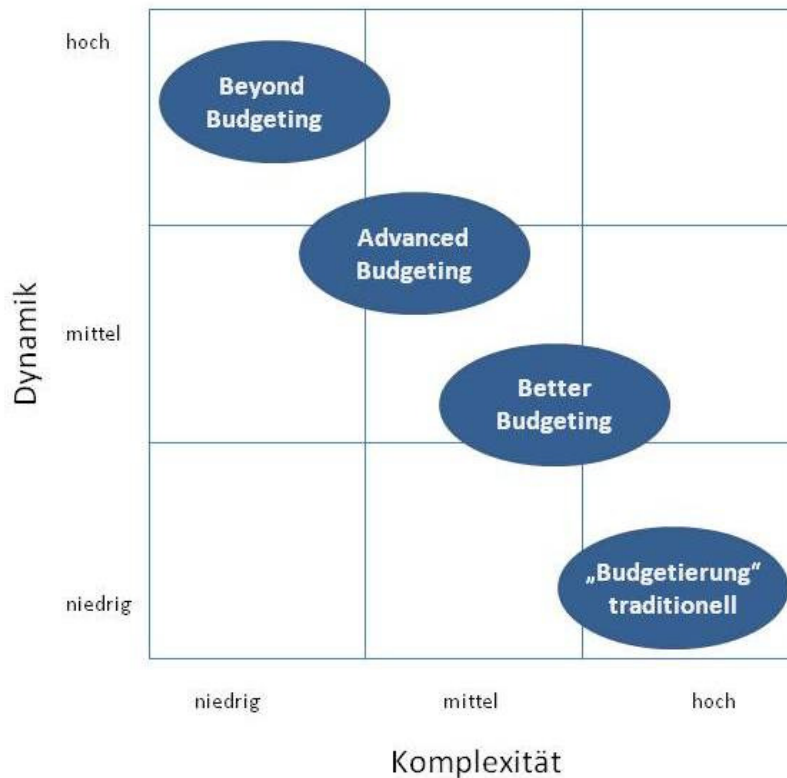 hoch
Beyond
Budgeting
Advanced
Budgeting
Dynamik
mittel
Better
Budgeting
„Budgetierung“
traditionell
niedrig
niedrig
mittel
hoch
Komplexität